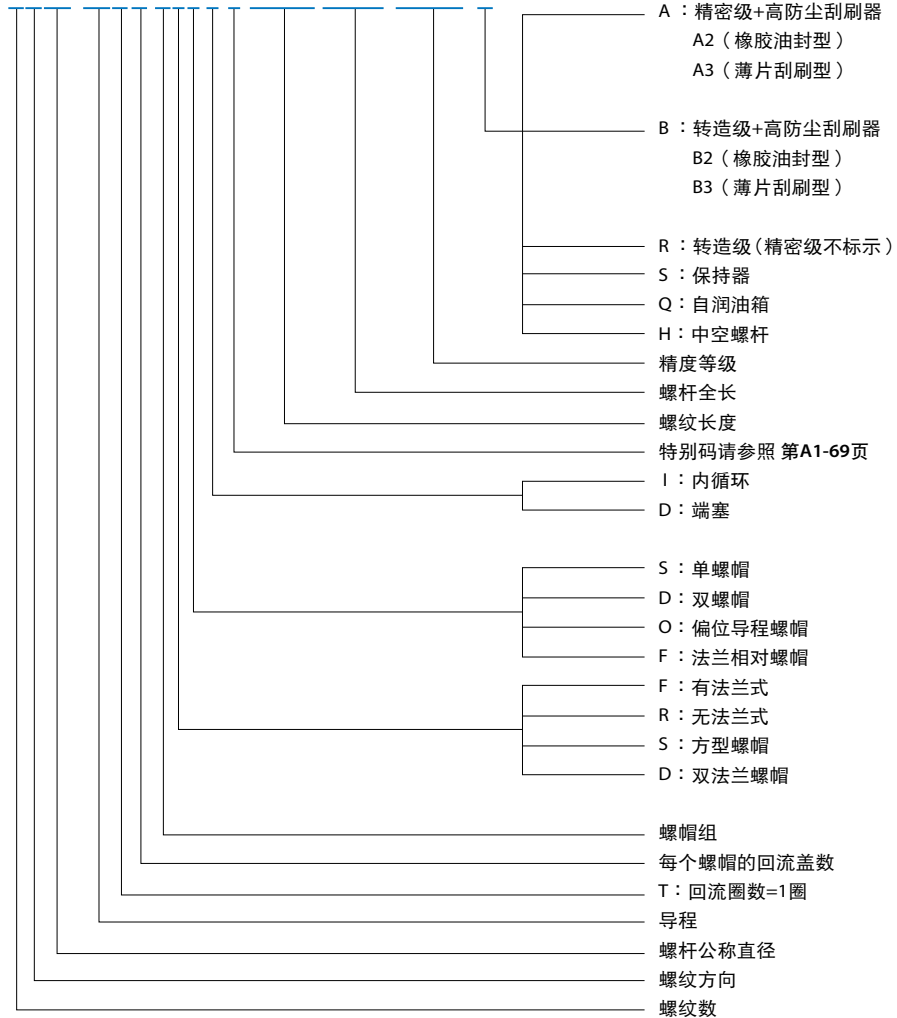 A ：精密级+高防尘刮刷器
A2（橡胶油封型）
A3（薄片刮刷型）
B ：转造级+高防尘刮刷器
B2（橡胶油封型）
B3（薄片刮刷型）
R ：转造级（精密级不标示）
S ：保持器
Q：自润油箱
H：中空螺杆
精度等级
螺杆全长
螺纹长度
特别码请参照 第A1-69页
I：内循环
D：端塞
S ：单螺帽
D：双螺帽
O：偏位导程螺帽
F ：法兰相对螺帽
F ：有法兰式
R：无法兰式
S：方型螺帽
D：双法兰螺帽
螺帽组
每个螺帽的回流盖数
T：回流圈数=1圈
导程
螺杆公称直径
螺纹方向
螺纹数